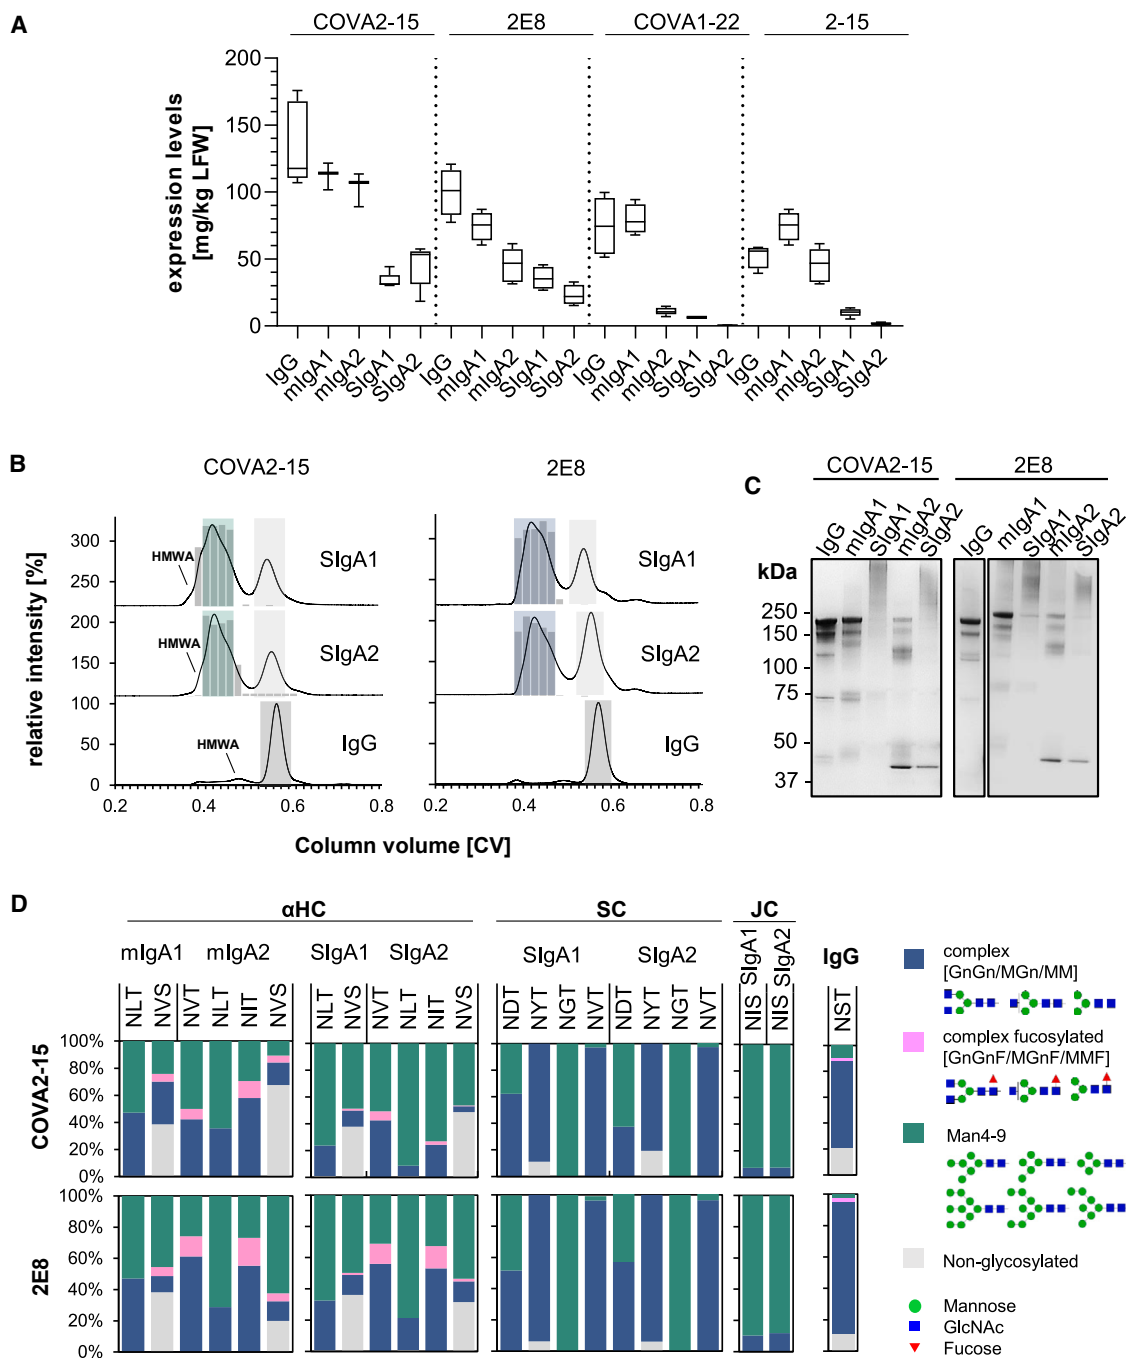 A
COVA2-15 2E8 COVA1-22 2-15
expression levels
[mg/kg LFW]
200
150
100
50
0
IgG mIgA1 mIgA2 SIgA1 SIgA2 IgG mIgA1 mIgA2 SIgA1 SIgA2 IgG mIgA1 mIgA2 SIgA1 SIgA2 IgG mIgA1 mIgA2 SIgA1 SIgA2
B
COVA2-15 2E8
relative intensity [%]
300
250
200
150
100
50
0
HMWA SIgA1 SIgA1
HMWA SIgA2 SIgA2
HMWA IgG IgG
0.2 0.4 0.6 0.8 0.2 0.4 0.6 0.8
Column volume [CV]
C
COVA2-15 2E8
IgG mIgA1 SIgA1 mIgA2 SIgA2 IgG mIgA1 SIgA1 mIgA2 SIgA2
kDa
250
150
100
75
50
37
D
αHC SC JC
mIgA1 mIgA2 SIgA1 SIgA2 SIgA1 SIgA2 SIgA1 SIgA2 IgG
NLT NVS NVT NLT NIT NVS NLT NVS NVT NLT NIT NVS NDT NYT NGT NVT NDT NYT NGT NVT NIS NIS NST
COVA2-15
100%
80%
60%
40%
20%
0%
2E8
100%
80%
60%
40%
20%
0%
complex
[GnGn/MGn/MM]
complex fucosylated
[GnGnF/MGnF/MMF]
Man4-9
Non-glycosylated
Mannose
GlcNAc
Fucose